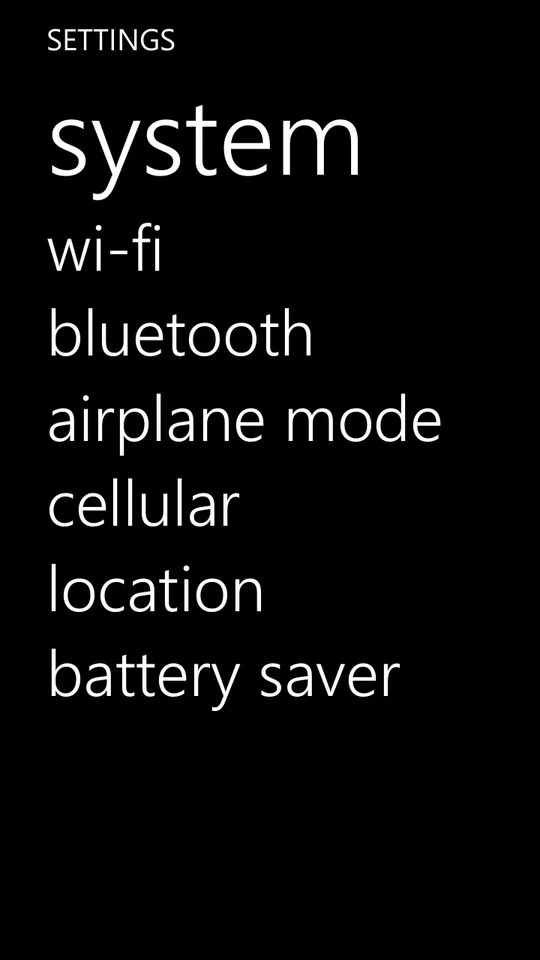 SETTINGS
system
wi-fi
bluetooth
airplane mode
cellular
location
battery saver